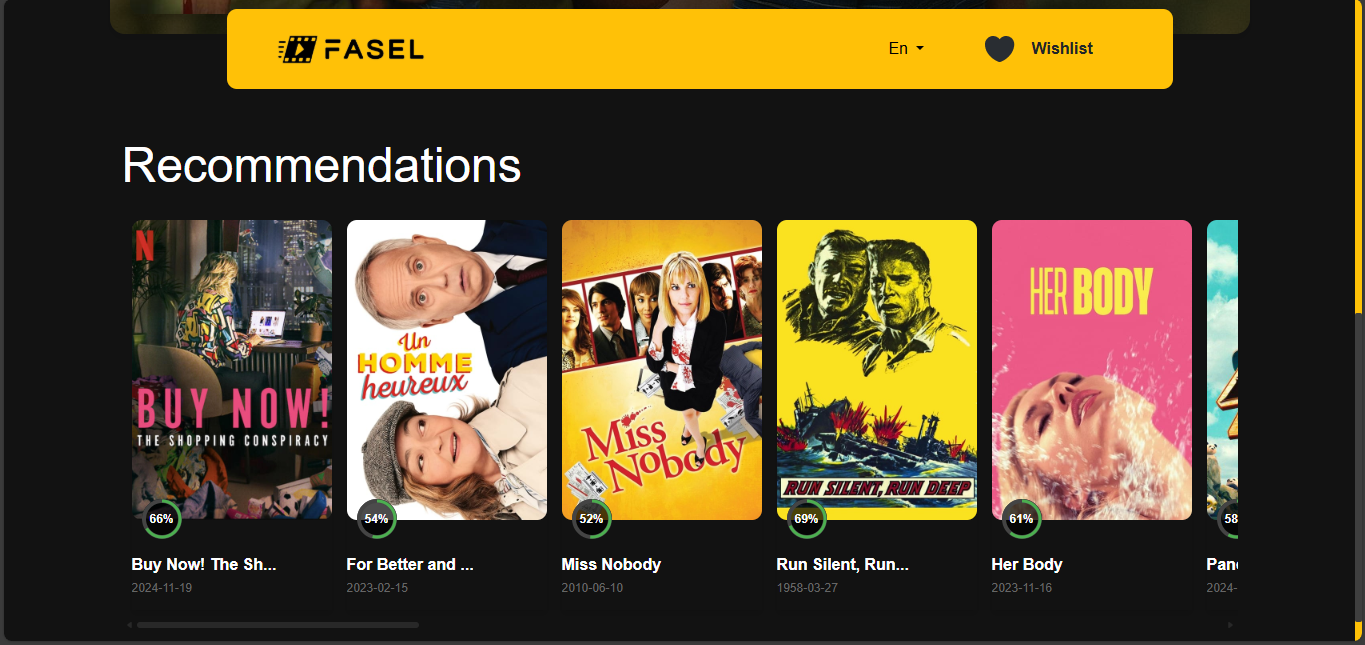 FASEL
En
Wishlist
Recommendations
N
BUY NOW!
THE SHOPPING CONSPIRACY
66%
Buy Now! The Sh...
2024-11-19
Un
HOMME
heureux
54%
For Better and ...
2023-02-15
Miss
Nobody
52%
Miss Nobody
2010-06-10
RUN SILENT, RUN DEEP
69%
Run Silent, Run...
1958-03-27
HER BODY
61%
Her Body
2023-11-16
58
Pan
2024-